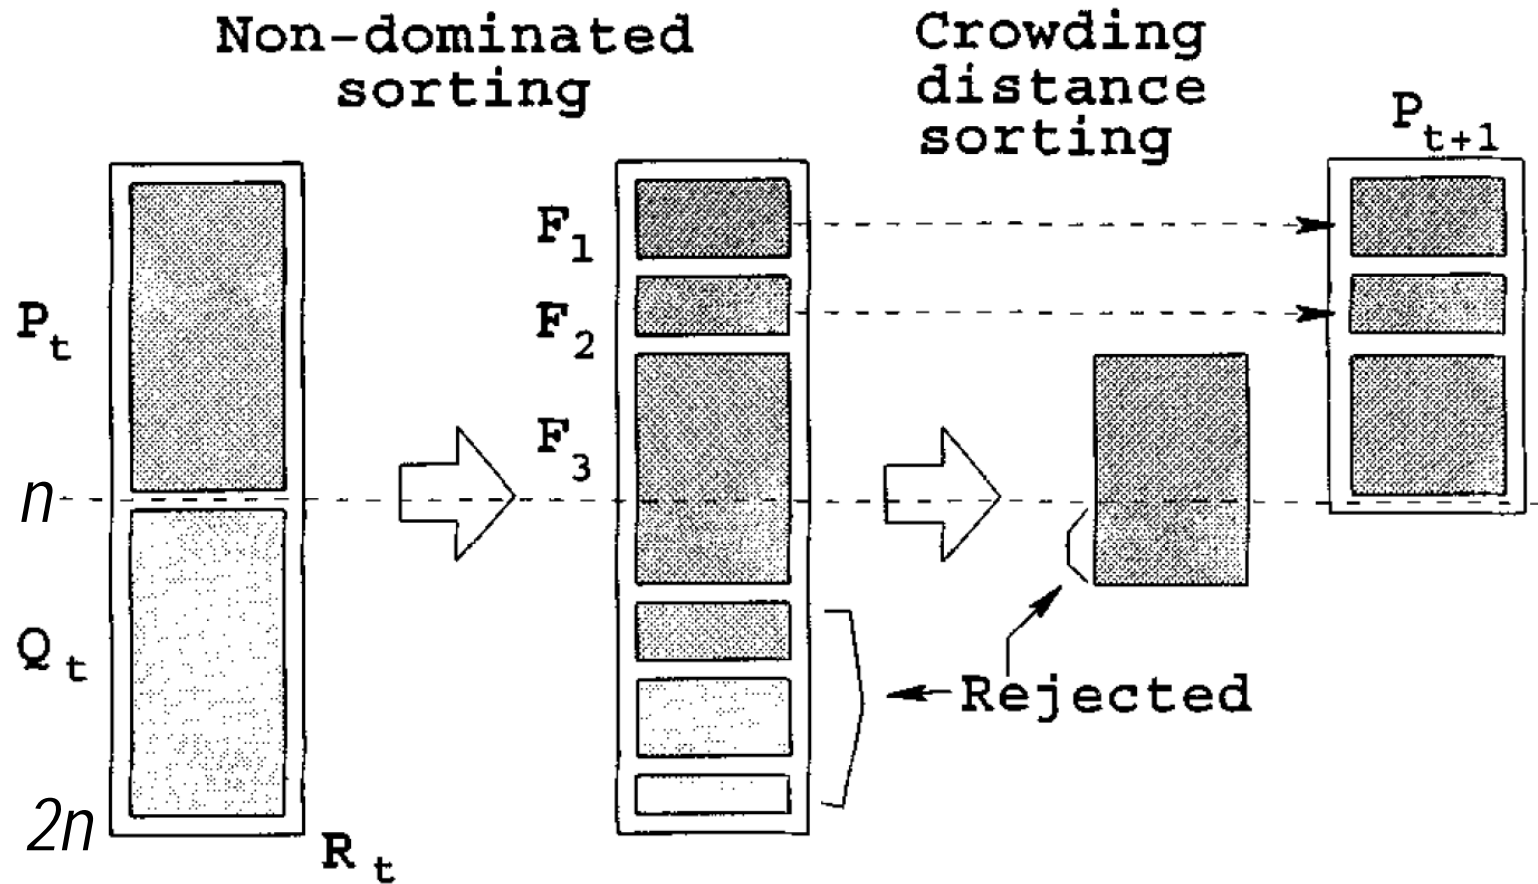 Non-dominated
sorting
Crowding
distance
sorting
P t+1
F 1
F 2
P t
F 3
n
Q t
Rejected
2n
R t